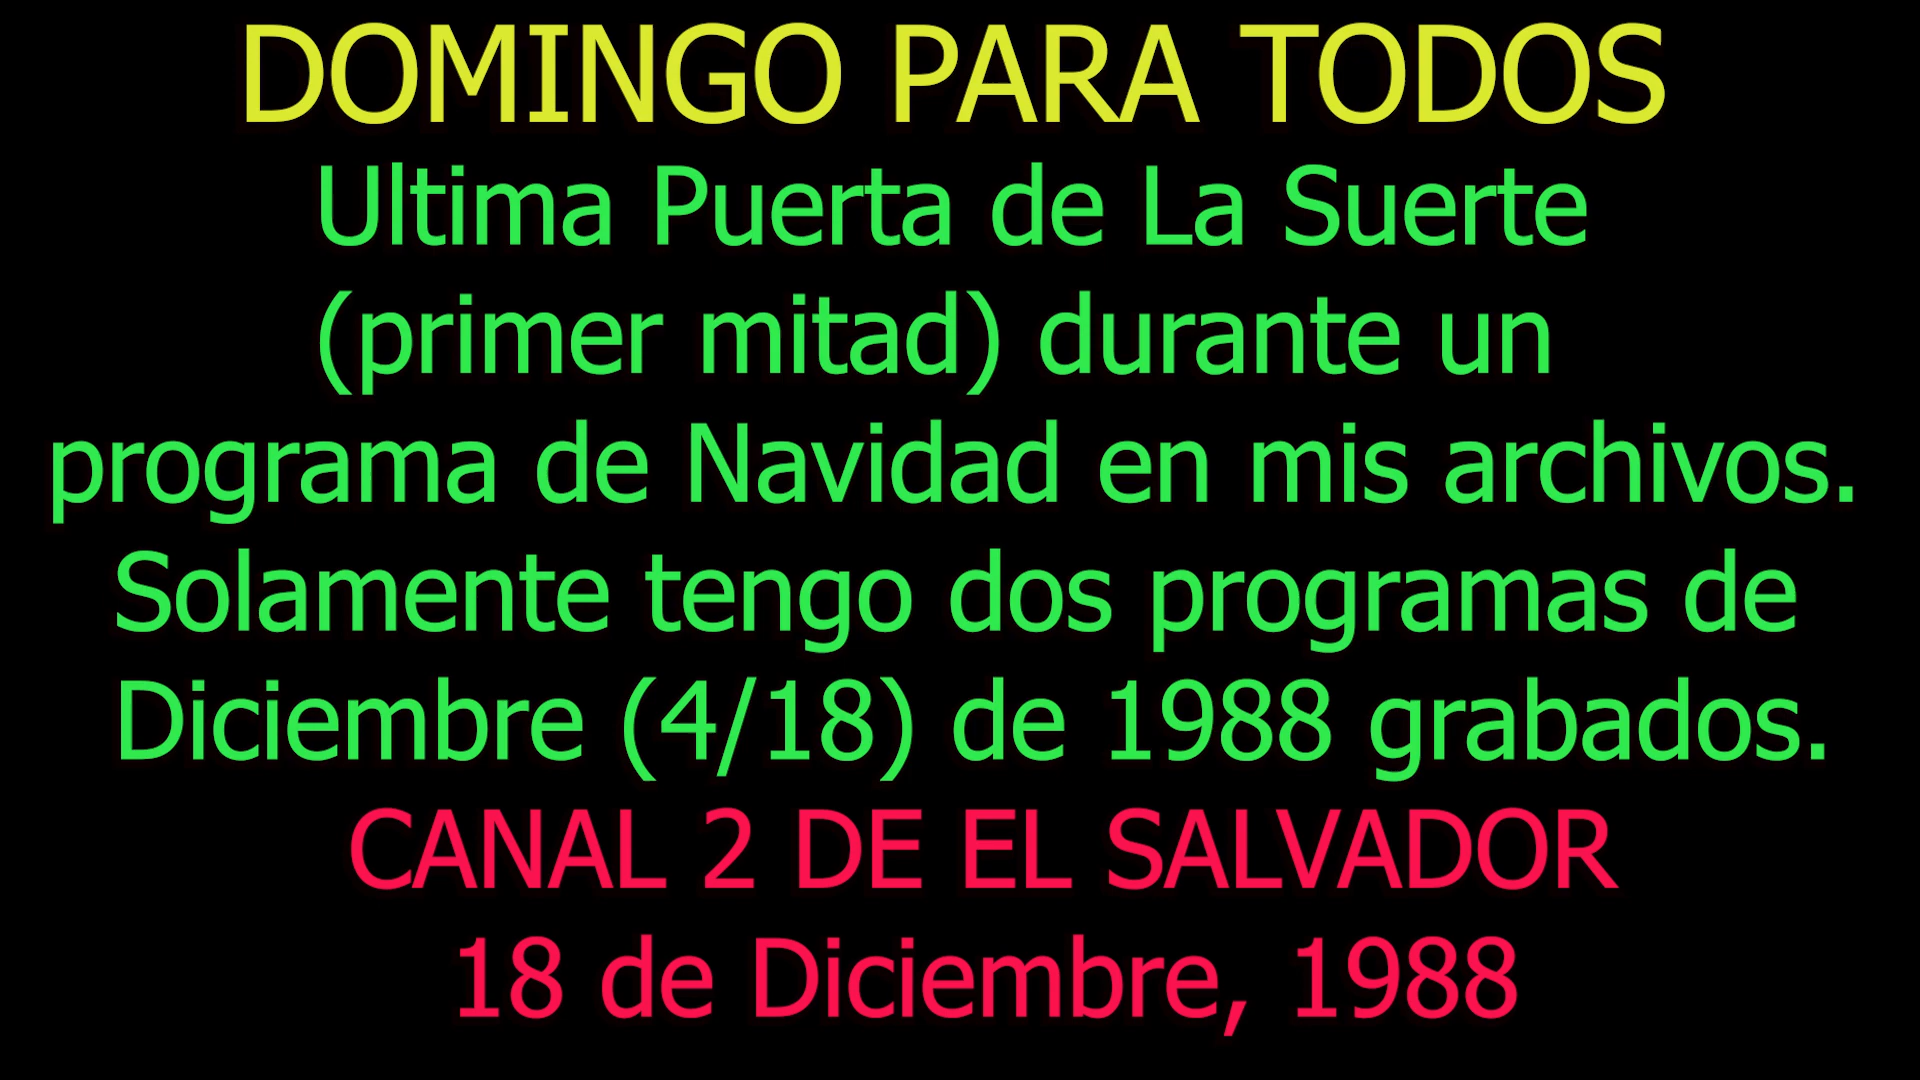 DOMINGO PARA TODOS
Ultima Puerta de La Suerte
(primer mitad) durante un
programa de Navidad en mis archivos.
Solamente tengo dos programas de
Diciembre (4/18) de 1988 grabados.
CANAL 2 DE EL SALVADOR
18 de Diciembre, 1988